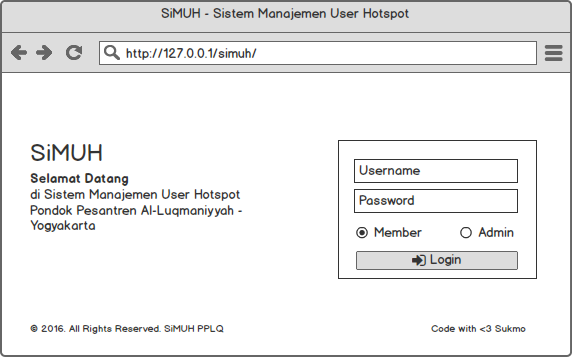 SiMUH - Sistem Manajemen User Hotspot
http://127.0.0.1/simuh/
SiMUH
Selamat Datang
di Sistem Manajemen User Hotspot
Pondok Pesantren Al-Luqmaniyyah -
Yogyakarta
Username
Password
Member
Admin
Login
© 2016. All Rights Reserved. SiMUH PPLQ
Code with <3 Sukmo